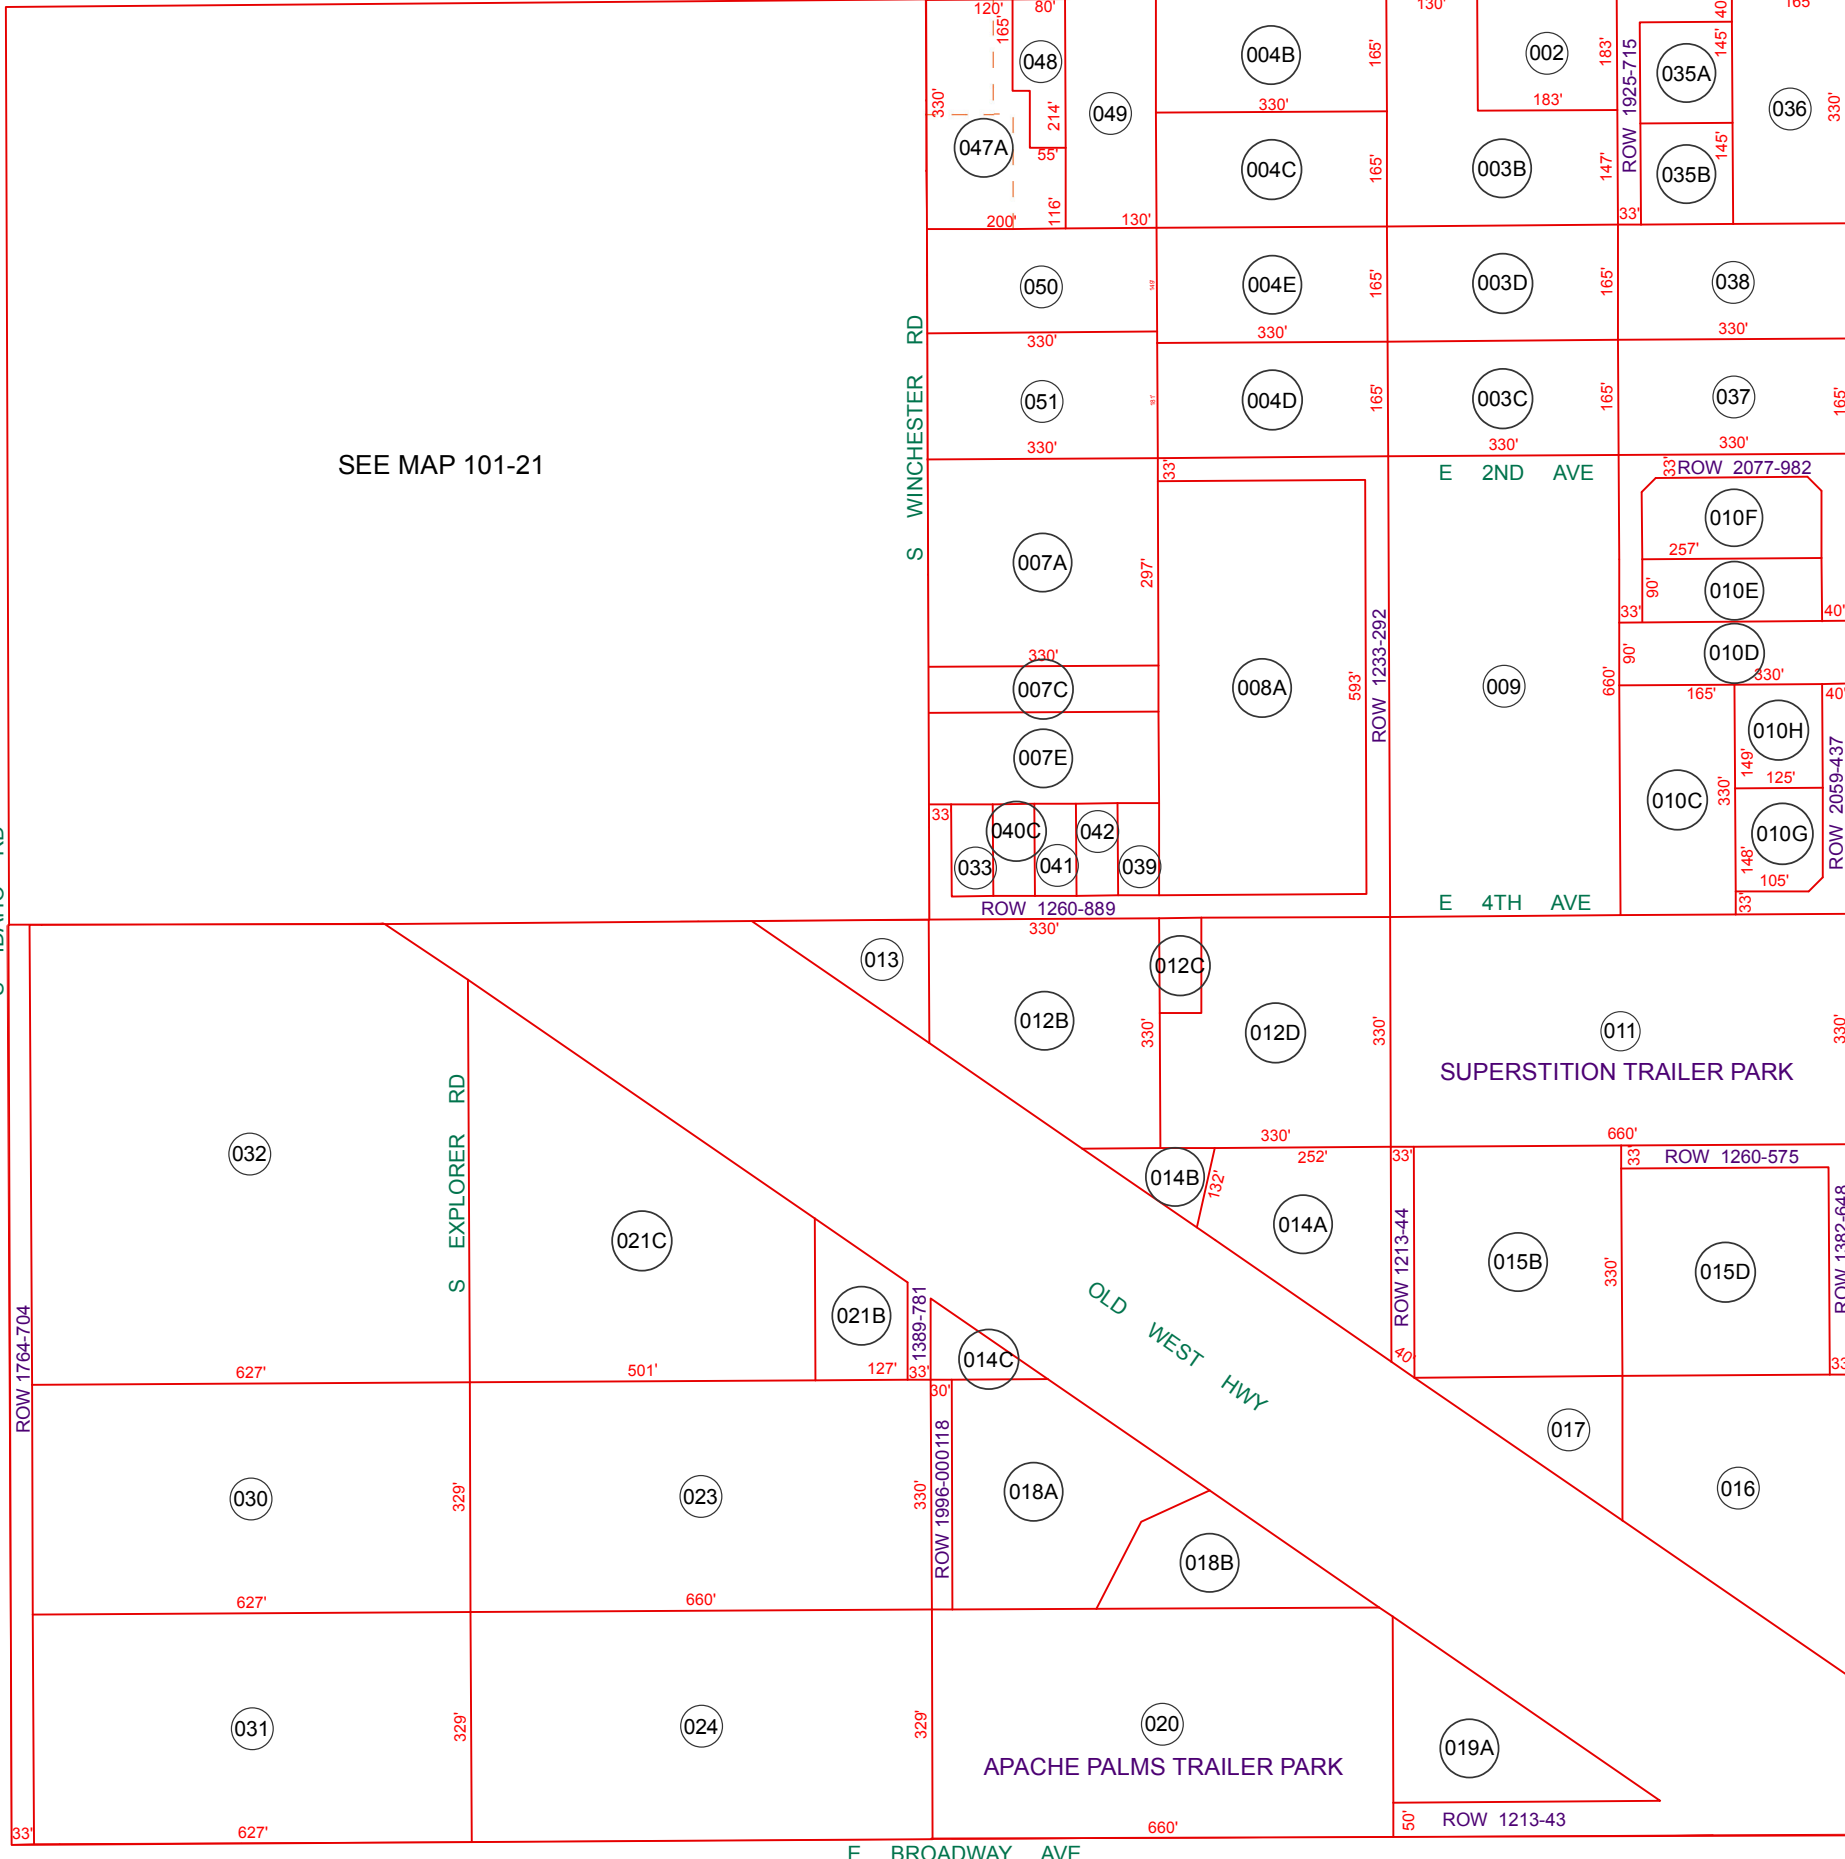 120' 80' 130' 40' 165'
165' 048 004B 165' 002 183' ROW 1925-715 035A 145'
330' 214' 049 330' 183' 036 330'
047A 55' 004C 165' 003B 147' 035B 145'
200' 116' 130' 33'
050 004E 165' 003D 165' 038
330' 330' 330'
S WINCHESTER RD
051 004D 165' 003C 165' 037 165'
330' 330' 330'
SEE MAP 101-21
33' E 2ND AVE 33' ROW 2077-982
010F
257'
007A 297' 90' 010E
33' 40'
330' ROW 1233-292 90' 010D
330'
007C 008A 593' 009 660' 165' 40'
007E 010H
149' 125'
010C 330' ROW 2059-437
33 040C 042 010G
033 041 039 148' 105'
ROW 1260-889 E 4TH AVE 33'
330'
013 012C
012B 330' 012D 330' 011 330'
SUPERSTITION TRAILER PARK
330' 660'
S EXPLORER RD
032 014B 132' 252' 33' 33' ROW 1260-575
014A ROW 1213-44 015B 330' 015D ROW 1382-648
021C
021B 1389-781 OLD WEST HWY
ROW 1764-704
627' 501' 127' 33' 014C 40' 33
30'
017
030 329' 023 330' ROW 1996-000118 018A 016
018B
627' 660'
031 329' 024 329' 020 019A
APACHE PALMS TRAILER PARK
33' 627' 660' 50' ROW 1213-43
E BROADWAY AVE